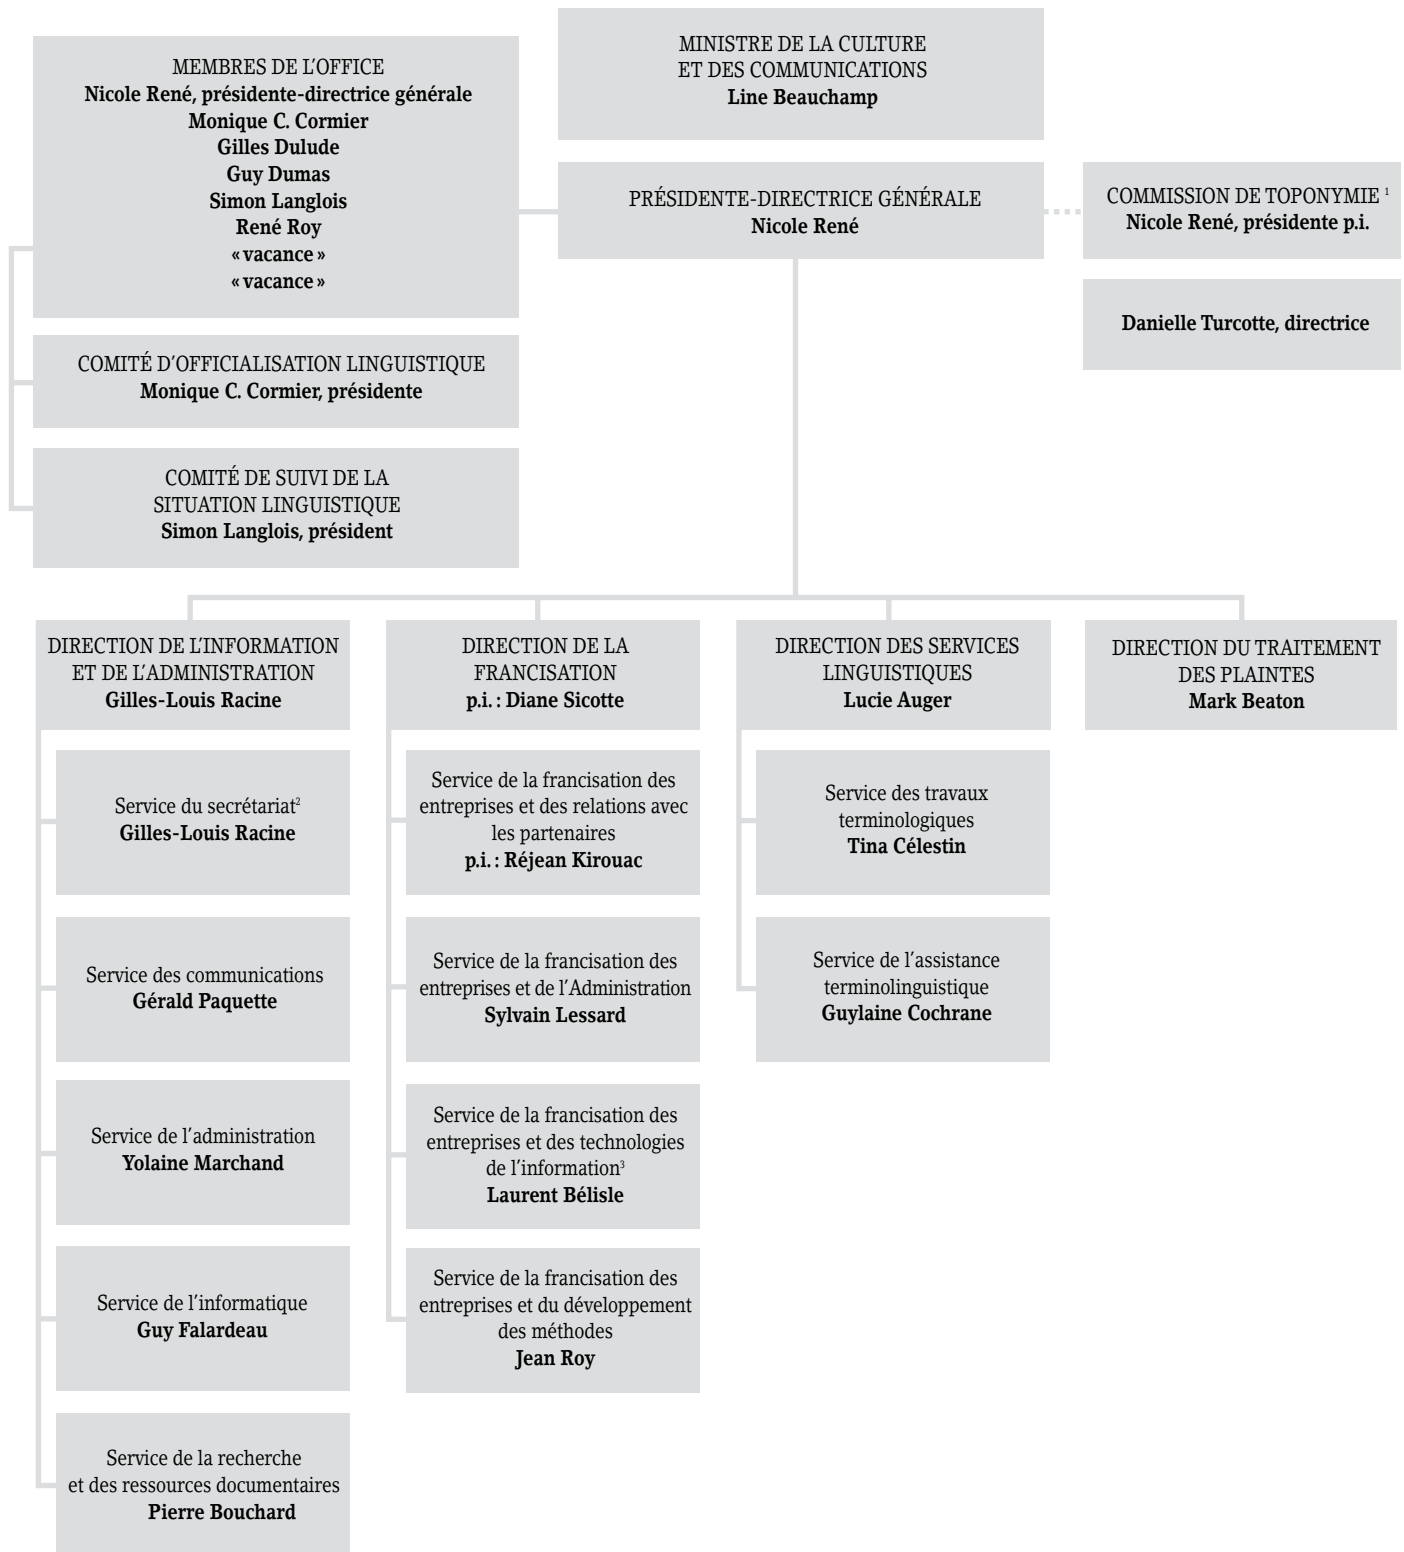 MINISTRE DE LA CULTURE
ET DES COMMUNICATIONS
Line Beauchamp
MEMBRES DE L'OFFICE
Nicole René, présidente-directrice générale
Monique C. Cormier
Gilles Dulude
Guy Dumas
Simon Langlois
René Roy
« vacance »
« vacance »
PRÉSIDENTE-DIRECTRICE GÉNÉRALE
Nicole René
COMMISSION DE TOPONYMIE ¹
Nicole René, présidente p.i.
Danielle Turcotte, directrice
COMITÉ D'OFFICIALISATION LINGUISTIQUE
Monique C. Cormier, présidente
COMITÉ DE SUIVI DE LA
SITUATION LINGUISTIQUE
Simon Langlois, président
DIRECTION DE L'INFORMATION
ET DE L'ADMINISTRATION
Gilles-Louis Racine
Service du secrétariat²
Gilles-Louis Racine
Service des communications
Gérald Paquette
Service de l'administration
Yolaine Marchand
Service de l'informatique
Guy Falardeau
Service de la recherche
et des ressources documentaires
Pierre Bouchard
DIRECTION DE LA
FRANCISATION
p.i. : Diane Sicotte
Service de la francisation des
entreprises et des relations avec
les partenaires
p.i. : Réjean Kirouac
Service de la francisation des
entreprises et de l'Administration
Sylvain Lessard
Service de la francisation des
entreprises et des technologies
de l'information³
Laurent Bélisle
Service de la francisation des
entreprises et du développement
des méthodes
Jean Roy
DIRECTION DES SERVICES
LINGUISTIQUES
Lucie Auger
Service des travaux
terminologiques
Tina Célestin
Service de l'assistance
terminolinguistique
Guylaine Cochrane
DIRECTION DU TRAITEMENT
DES PLAINTES
Mark Beaton